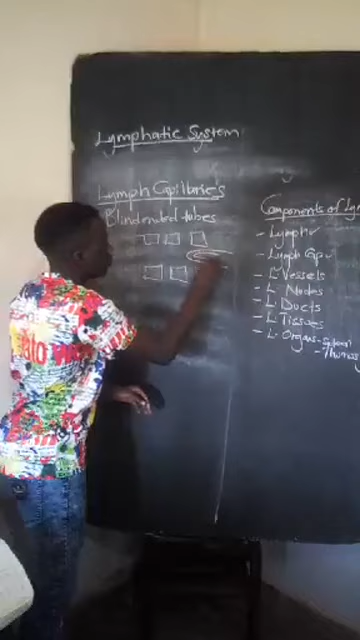 Lymphatic System
Lymph Capillaries
Blind ended tubes
Components of Lym
- Lymph
- Lymph Cap
- L. Vessels
- L. Nodes
- L. Ducts
- L. Tissues
- L. Organs - Spleen
- Thymus